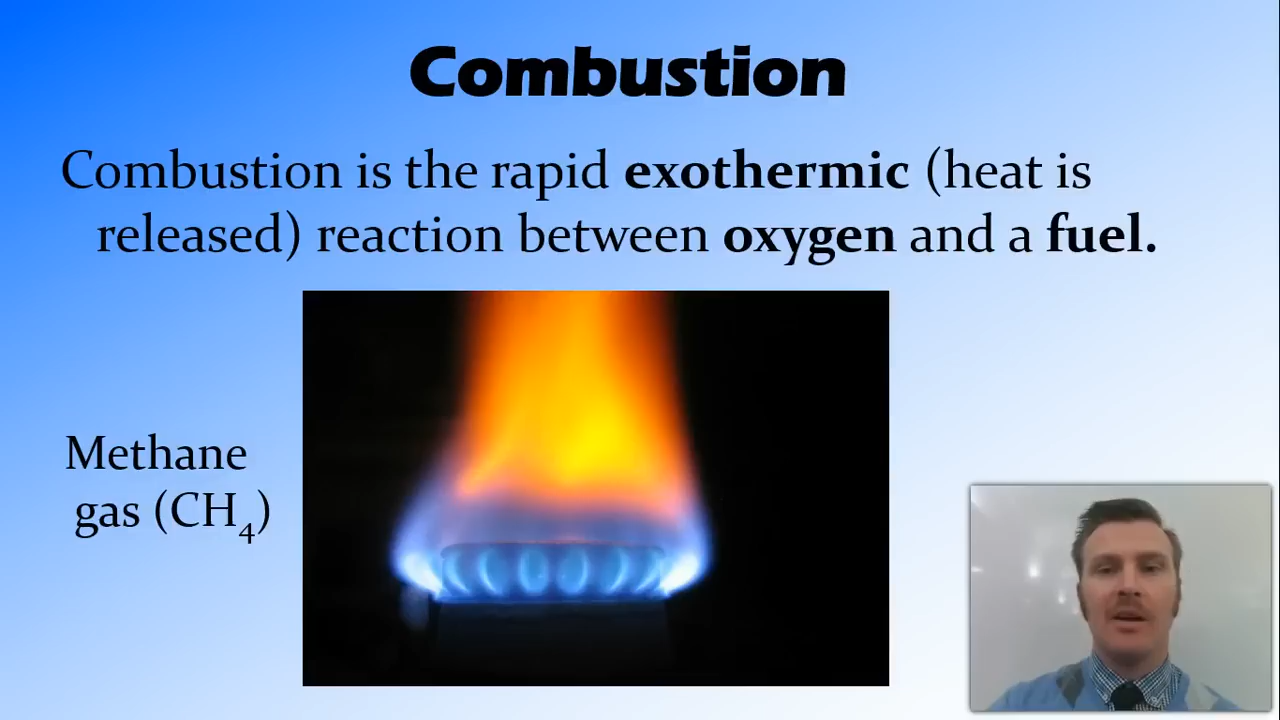 Combustion
Combustion is the rapid exothermic (heat is
released) reaction between oxygen and a fuel.
Methane
gas (CH₄)